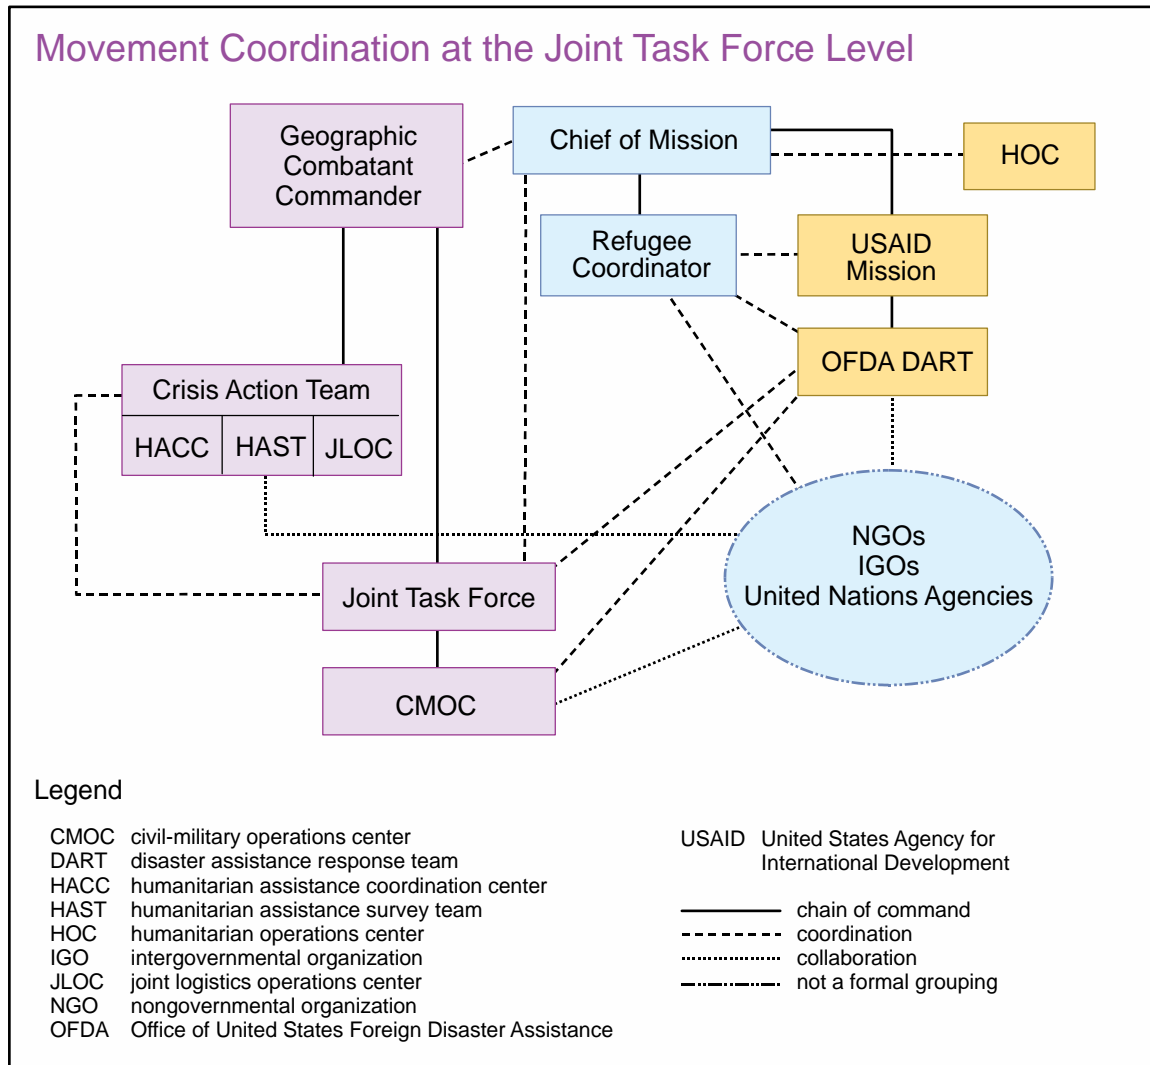 Movement Coordination at the Joint Task Force Level
Geographic
Combatant
Commander
Chief of Mission
HOC
Refugee
Coordinator
USAID
Mission
OFDA DART
Crisis Action Team
HACC
HAST
JLOC
NGOs
IGOs
United Nations Agencies
Joint Task Force
CMOC
Legend
CMOC civil-military operations center
DART disaster assistance response team
HACC humanitarian assistance coordination center
HAST humanitarian assistance survey team
HOC humanitarian operations center
IGO intergovernmental organization
JLOC joint logistics operations center
NGO nongovernmental organization
OFDA Office of United States Foreign Disaster Assistance
USAID United States Agency for
International Development
chain of command
coordination
collaboration
not a formal grouping